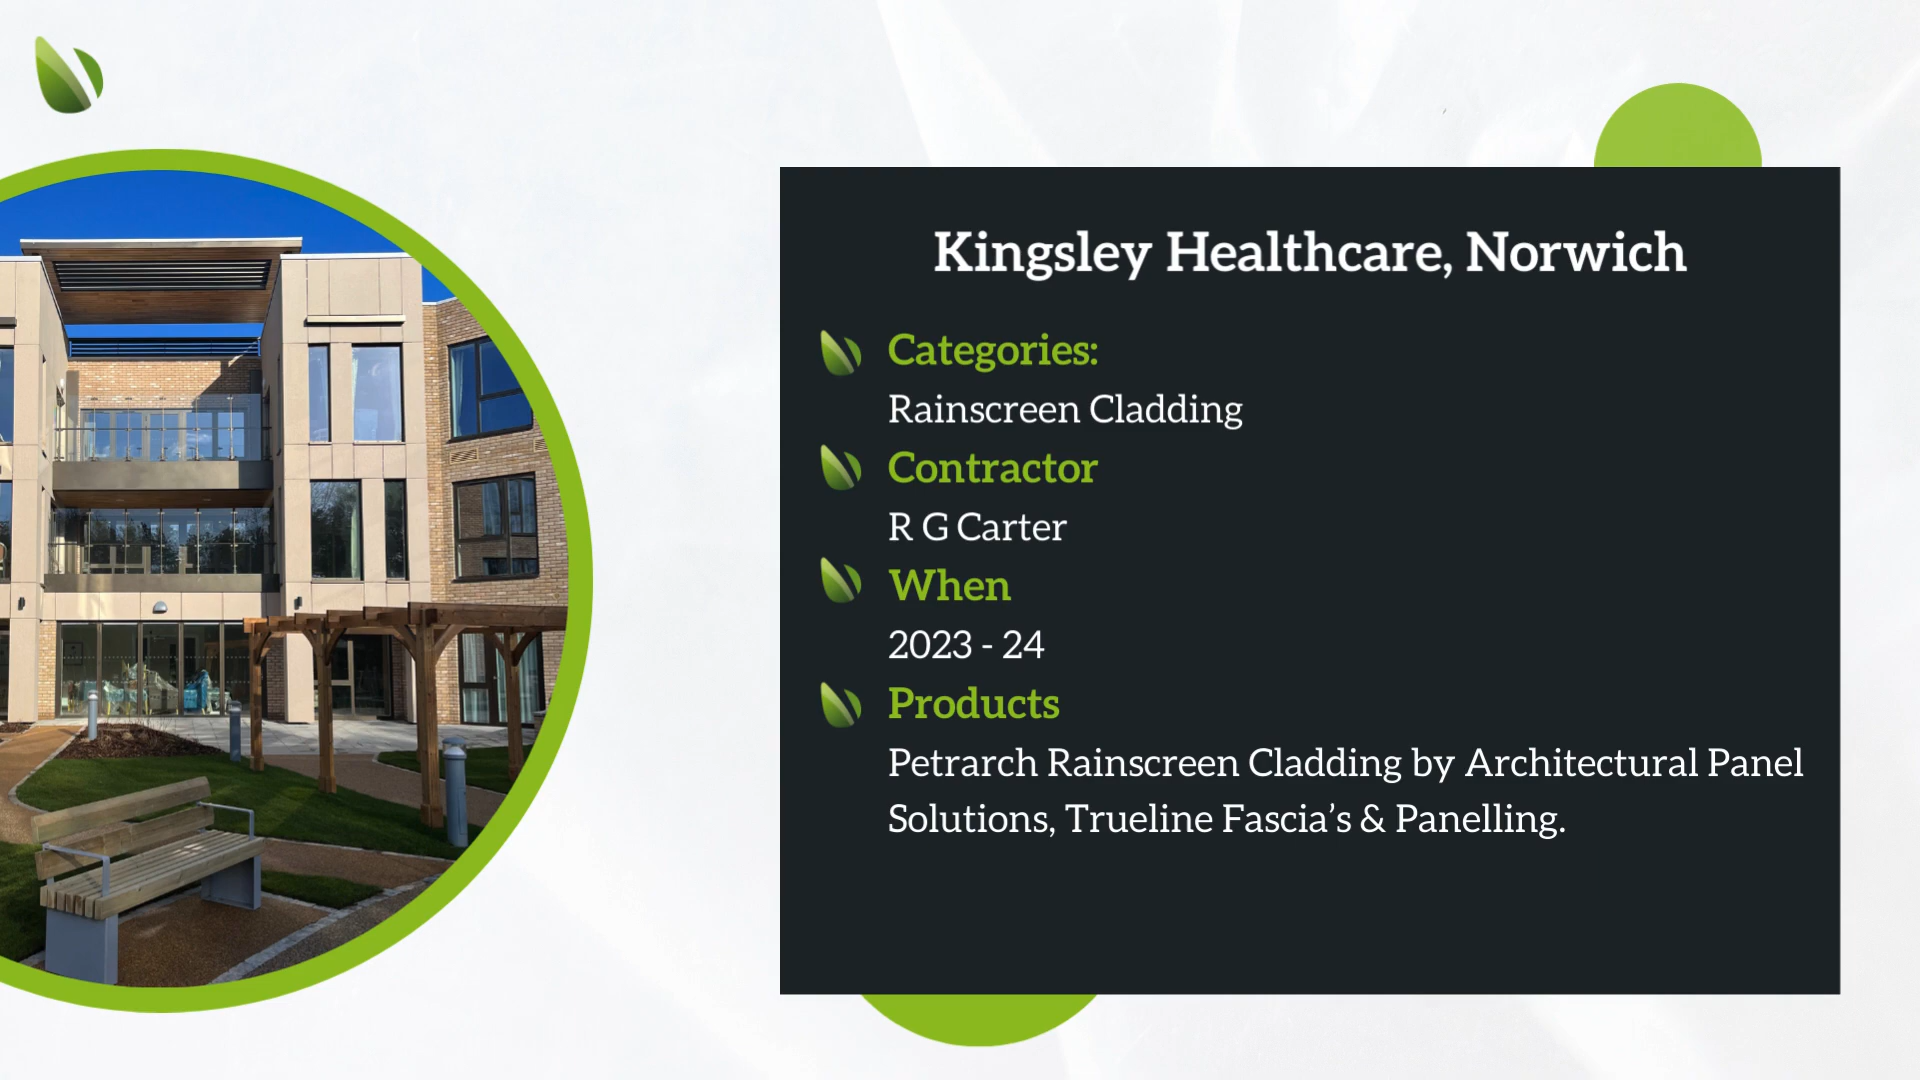 Kingsley Healthcare, Norwich
Categories:
Rainscreen Cladding
Contractor
R G Carter
When
2023 - 24
Products
Petrarch Rainscreen Cladding by Architectural Panel
Solutions, Trueline Fascia’s & Panelling.